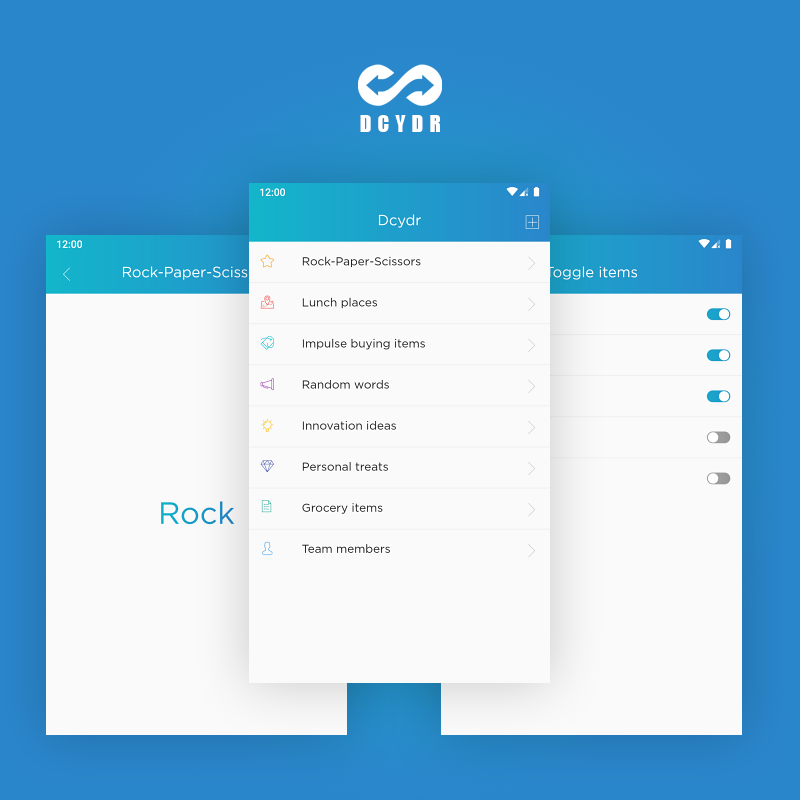 DCYDR
12:00
Dcydr
Rock-Paper-Scissors
Lunch places
Impulse buying items
Random words
Innovation ideas
Personal treats
Grocery items
Team members
12:00
Rock-Paper-Sciss
Rock
Toggle items